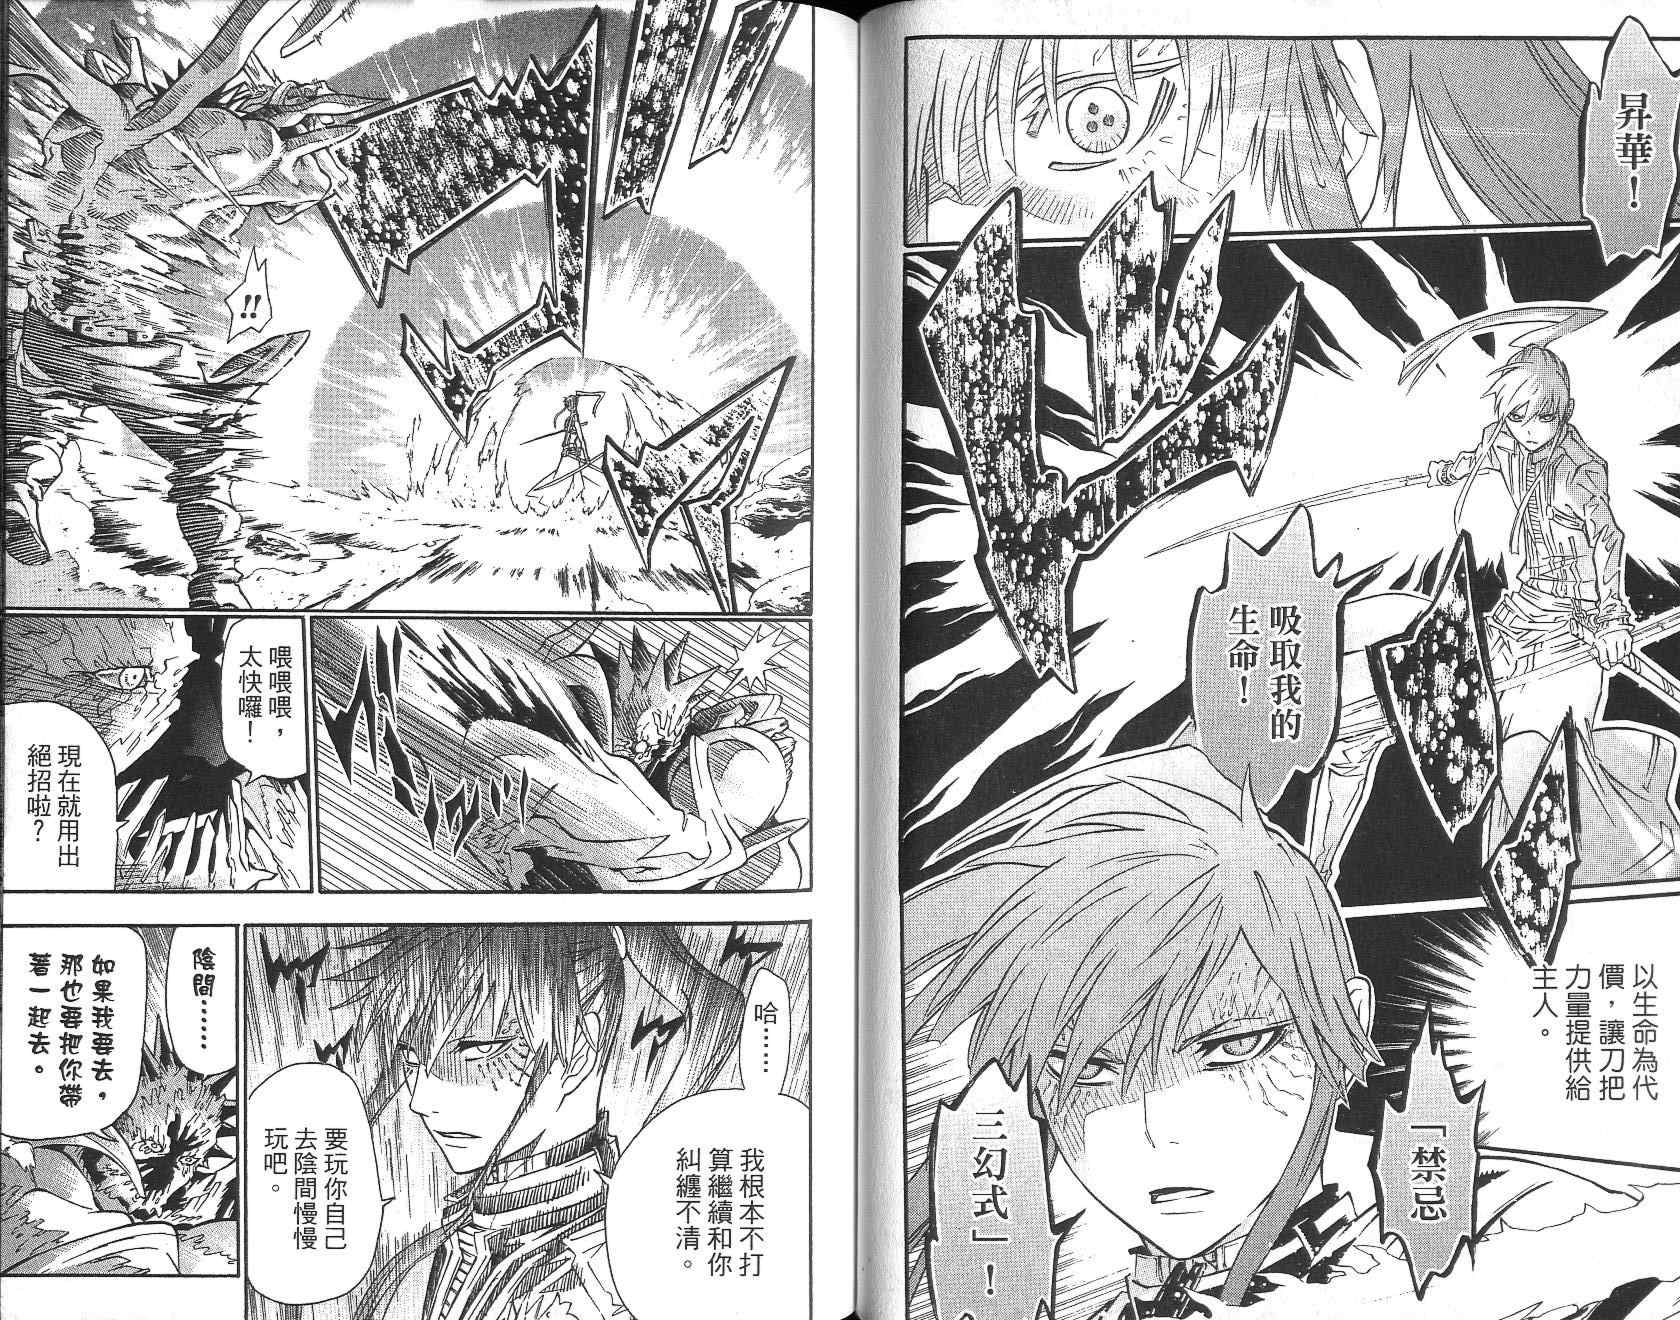 昇華！
吸取我的
生命！
以生命為代
價，讓刀把
力量提供給
主人。
「禁忌
三幻式」！
!!
喂喂喂，
太快囉！
現在就用出
絕招啦？
哈……
我根本不打
算繼續和你
糾纏不清。
要玩你自己
去陰間慢慢
玩吧。
陰間……
如果我要去，
那也要把你帶
著一起去。